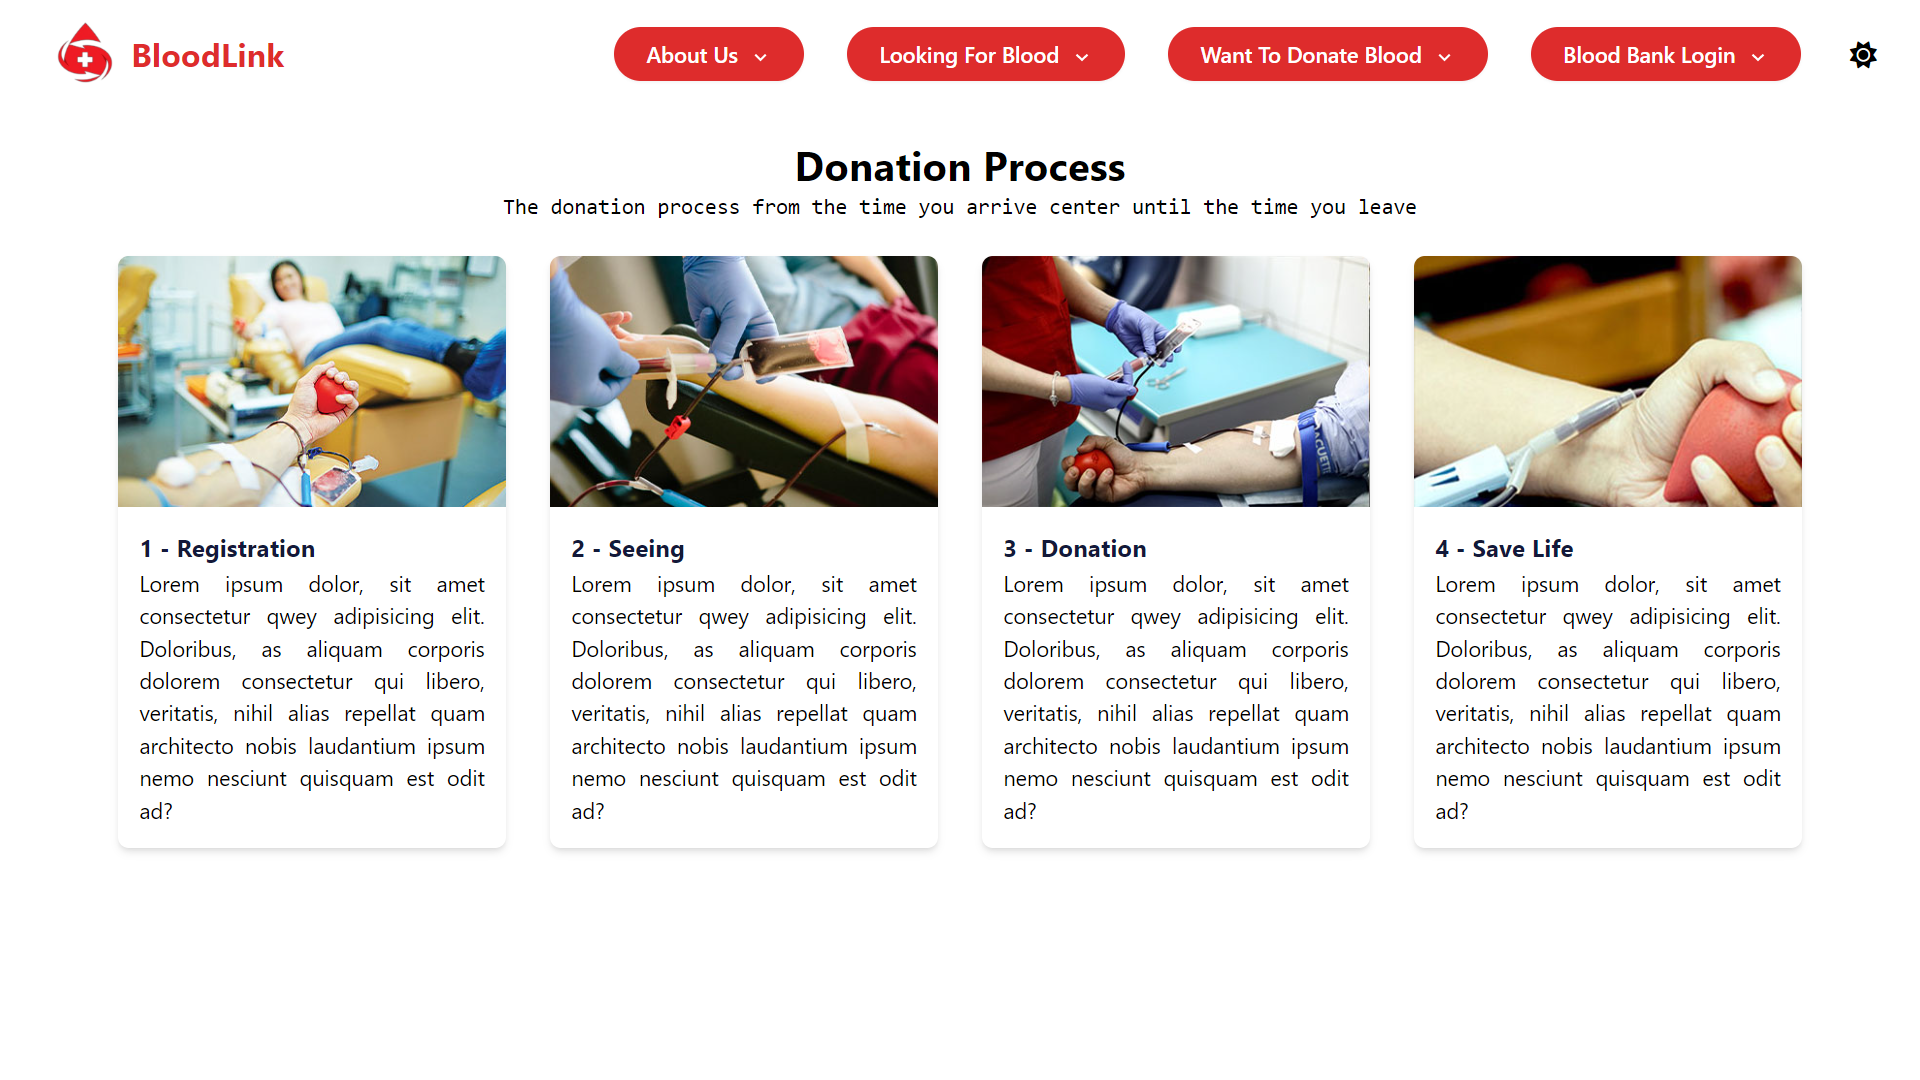 BloodLink
About Us
Looking For Blood
Want To Donate Blood
Blood Bank Login
Donation Process
The donation process from the time you arrive center until the time you leave
1 - Registration
Lorem ipsum dolor, sit amet
consectetur qwey adipisicing elit.
Doloribus, as aliquam corporis
dolorem consectetur qui libero,
veritatis, nihil alias repellat quam
architecto nobis laudantium ipsum
nemo nesciunt quisquam est odit
ad?
2 - Seeing
Lorem ipsum dolor, sit amet
consectetur qwey adipisicing elit.
Doloribus, as aliquam corporis
dolorem consectetur qui libero,
veritatis, nihil alias repellat quam
architecto nobis laudantium ipsum
nemo nesciunt quisquam est odit
ad?
3 - Donation
Lorem ipsum dolor, sit amet
consectetur qwey adipisicing elit.
Doloribus, as aliquam corporis
dolorem consectetur qui libero,
veritatis, nihil alias repellat quam
architecto nobis laudantium ipsum
nemo nesciunt quisquam est odit
ad?
4 - Save Life
Lorem ipsum dolor, sit amet
consectetur qwey adipisicing elit.
Doloribus, as aliquam corporis
dolorem consectetur qui libero,
veritatis, nihil alias repellat quam
architecto nobis laudantium ipsum
nemo nesciunt quisquam est odit
ad?